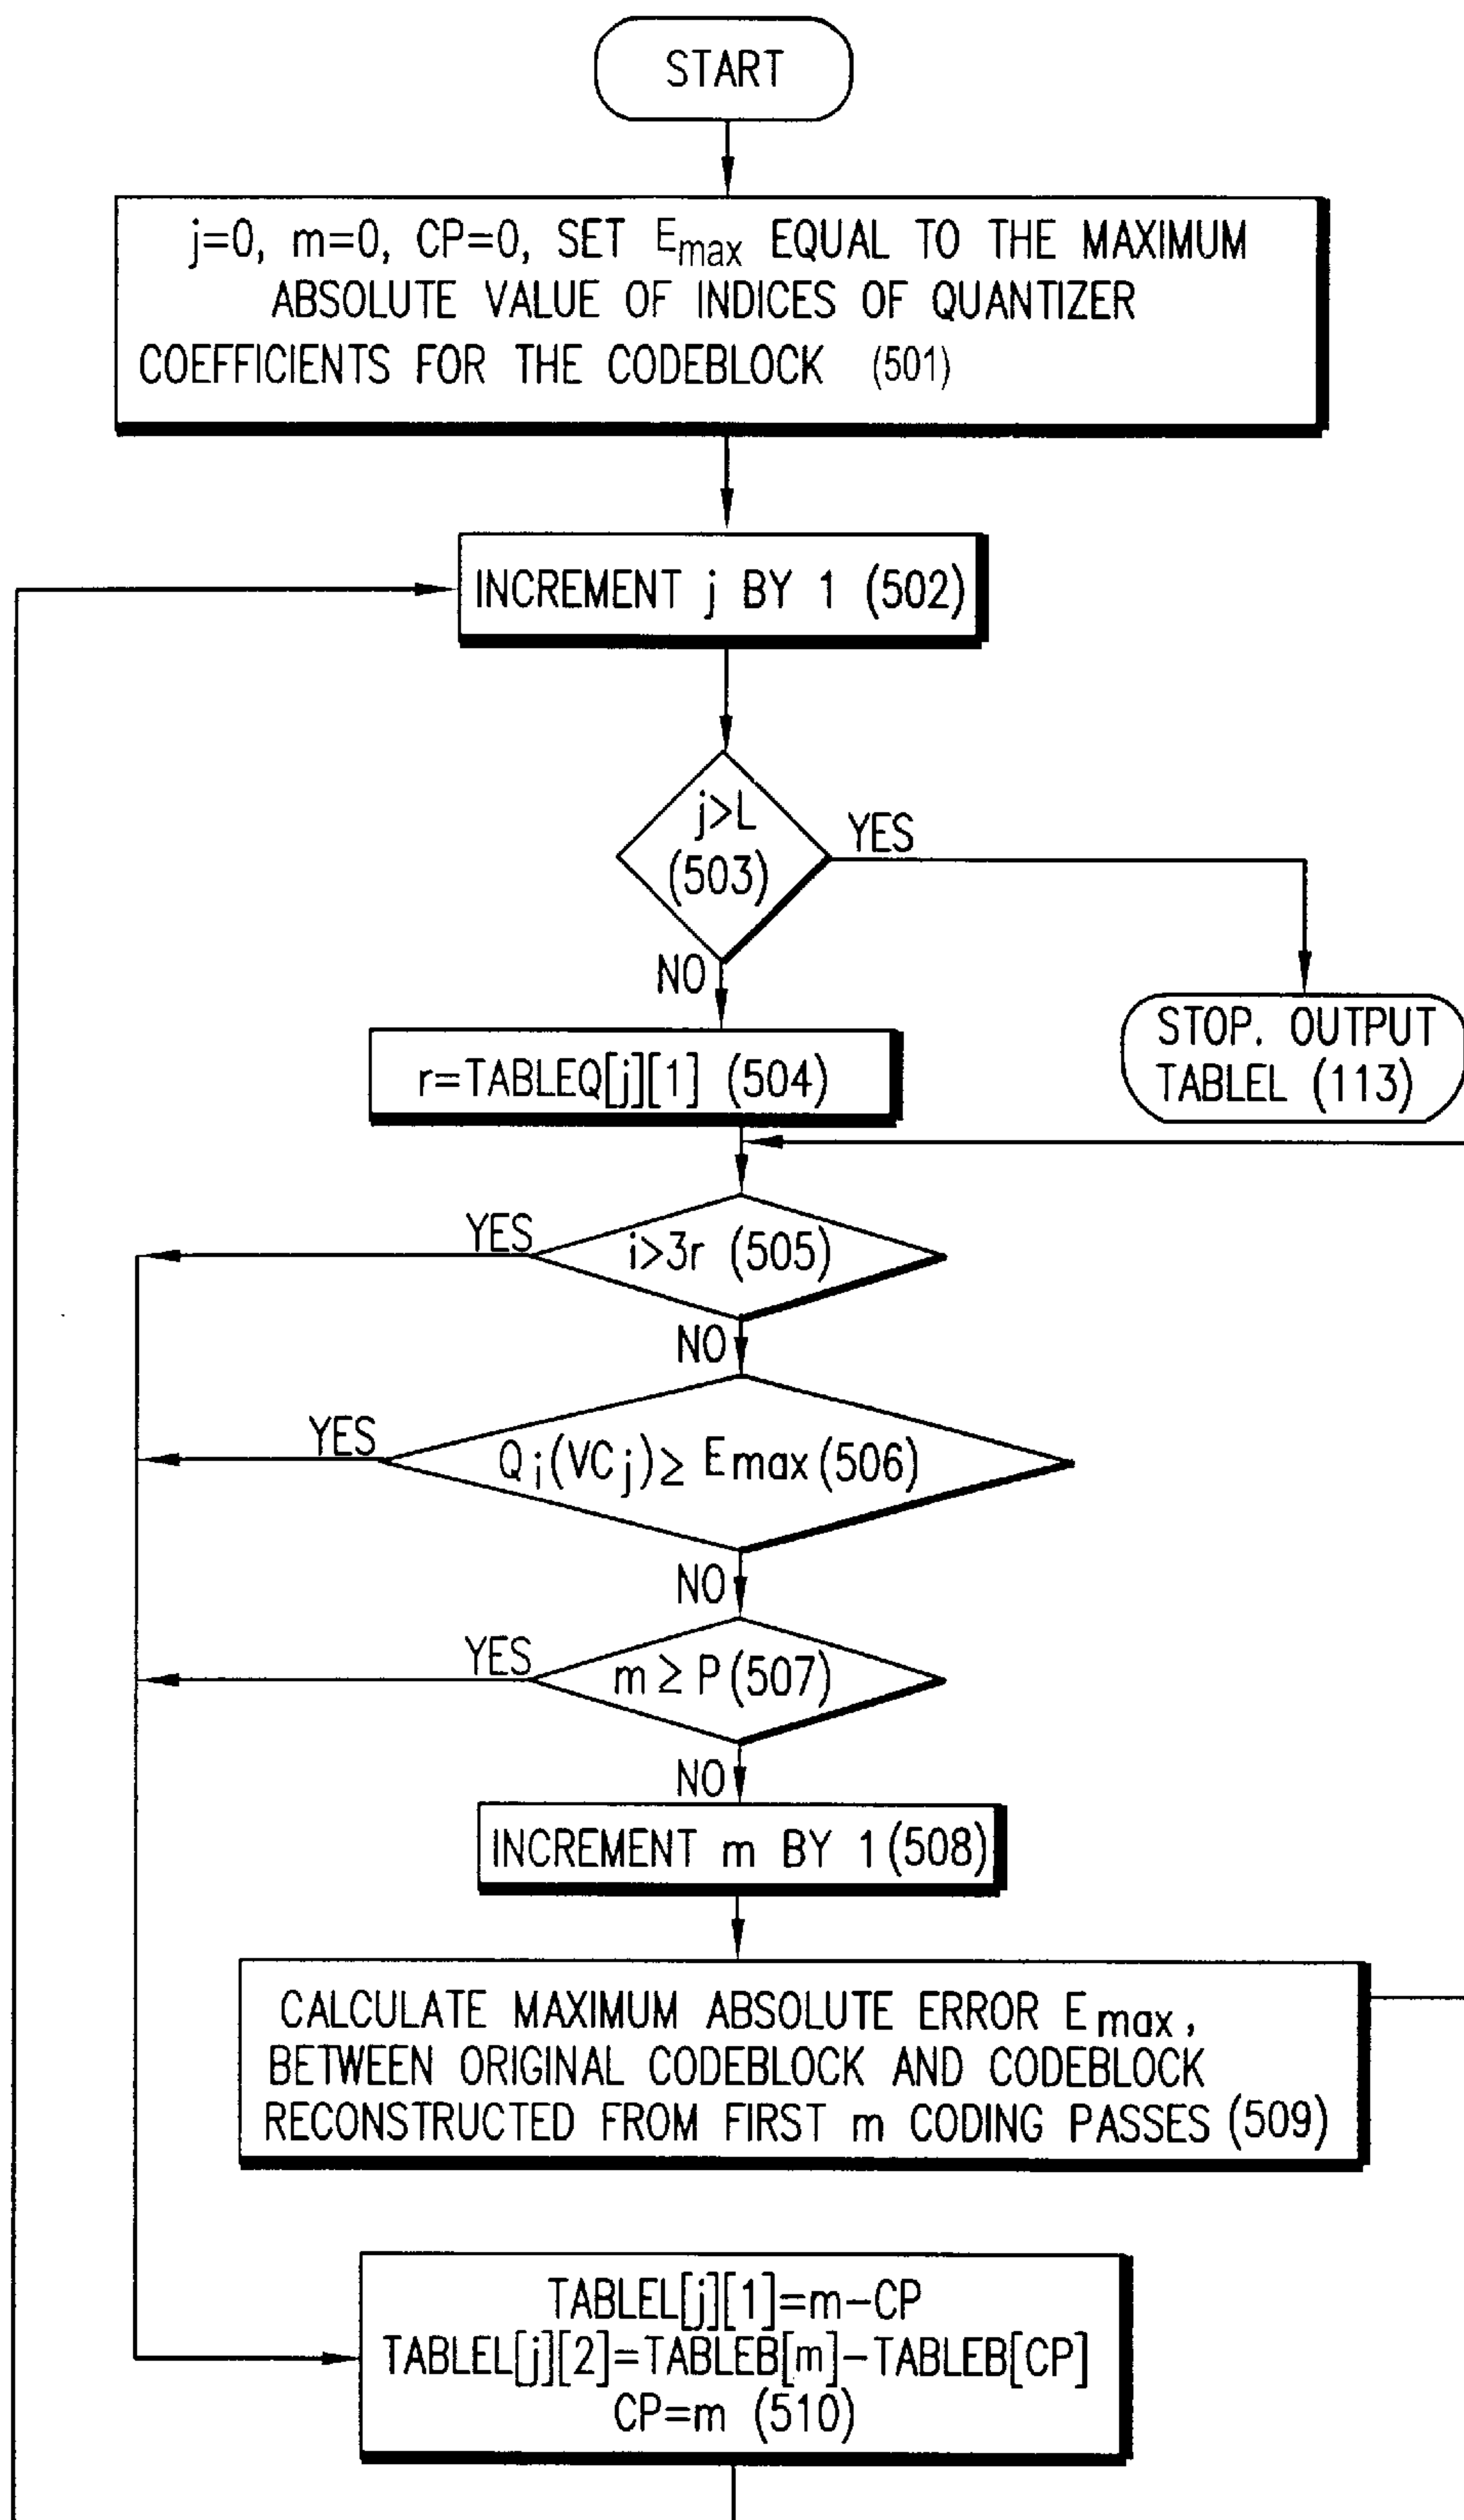 START
j=0, m=0, CP=0, SET Emax EQUAL TO THE MAXIMUM
ABSOLUTE VALUE OF INDICES OF QUANTIZER
COEFFICIENTS FOR THE CODEBLOCK (501)
INCREMENT j BY 1 (502)
j>L
(503)
YES
NO
STOP. OUTPUT
TABLEL (113)
r=TABLEQ[j][1] (504)
YES
i>3r (505)
NO
YES
Qi(VCj)≥ Emax(506)
NO
YES
m≥P(507)
NO
INCREMENT m BY 1(508)
CALCULATE MAXIMUM ABSOLUTE ERROR Emax,
BETWEEN ORIGINAL CODEBLOCK AND CODEBLOCK
RECONSTRUCTED FROM FIRST m CODING PASSES (509)
TABLEL[j][1]=m-CP
TABLEL[j][2]=TABLEB[m]-TABLEB[CP]
CP=m (510)